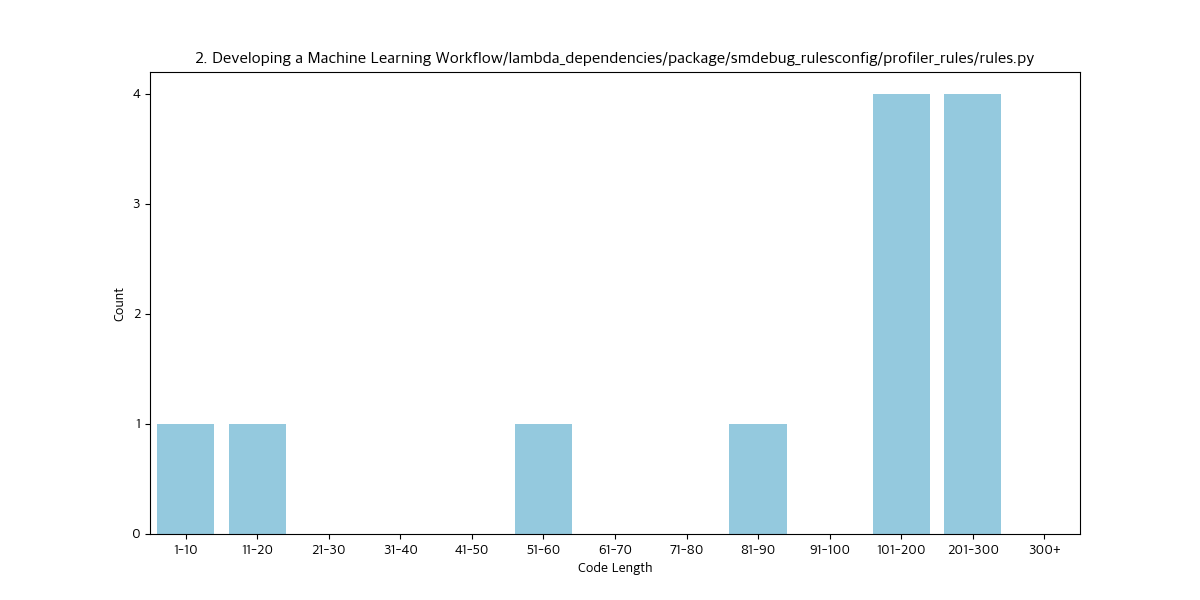 2. Developing a Machine Learning Workflow/lambda_dependencies/package/smdebug_rulesconfig/profiler_rules/rules.py
4
3
2
1
0
Count
1-10 11-20 21-30 31-40 41-50 51-60 61-70 71-80 81-90 91-100 101-200 201-300 300+
Code Length